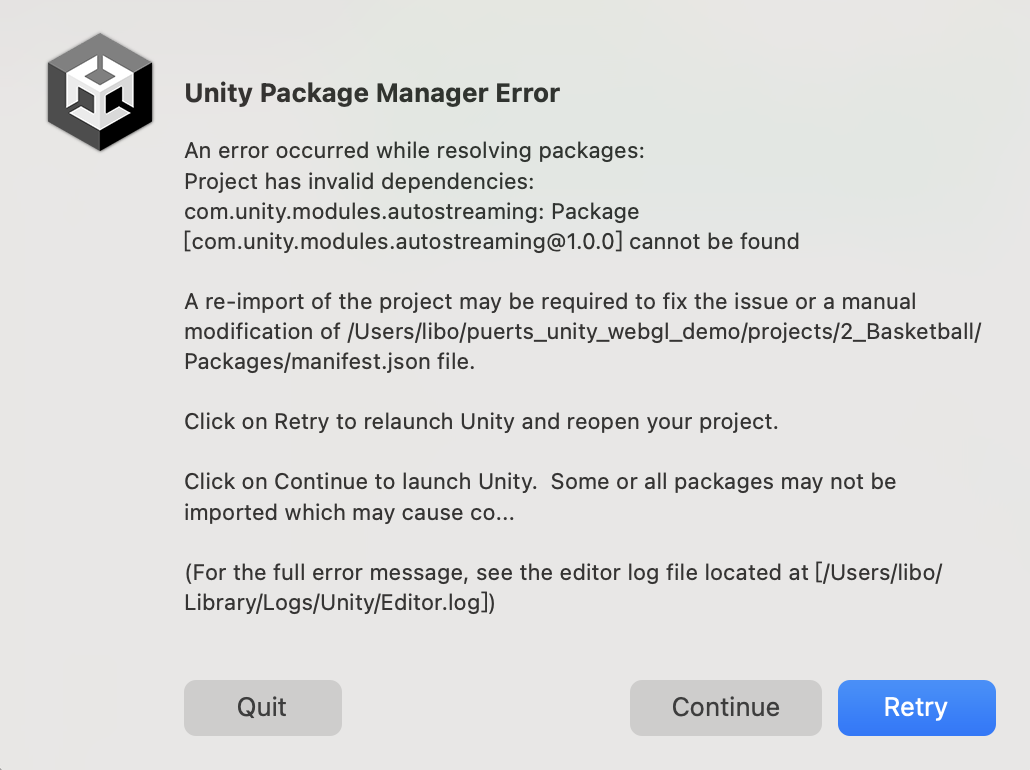 Unity Package Manager Error
An error occurred while resolving packages:
Project has invalid dependencies:
com.unity.modules.autostreaming: Package
[com.unity.modules.autostreaming@1.0.0] cannot be found
A re-import of the project may be required to fix the issue or a manual
modification of /Users/libo/puerts_unity_webgl_demo/projects/2_Basketball/
Packages/manifest.json file.
Click on Retry to relaunch Unity and reopen your project.
Click on Continue to launch Unity.  Some or all packages may not be
imported which may cause co...
(For the full error message, see the editor log file located at [/Users/libo/
Library/Logs/Unity/Editor.log])
Quit
Continue
Retry